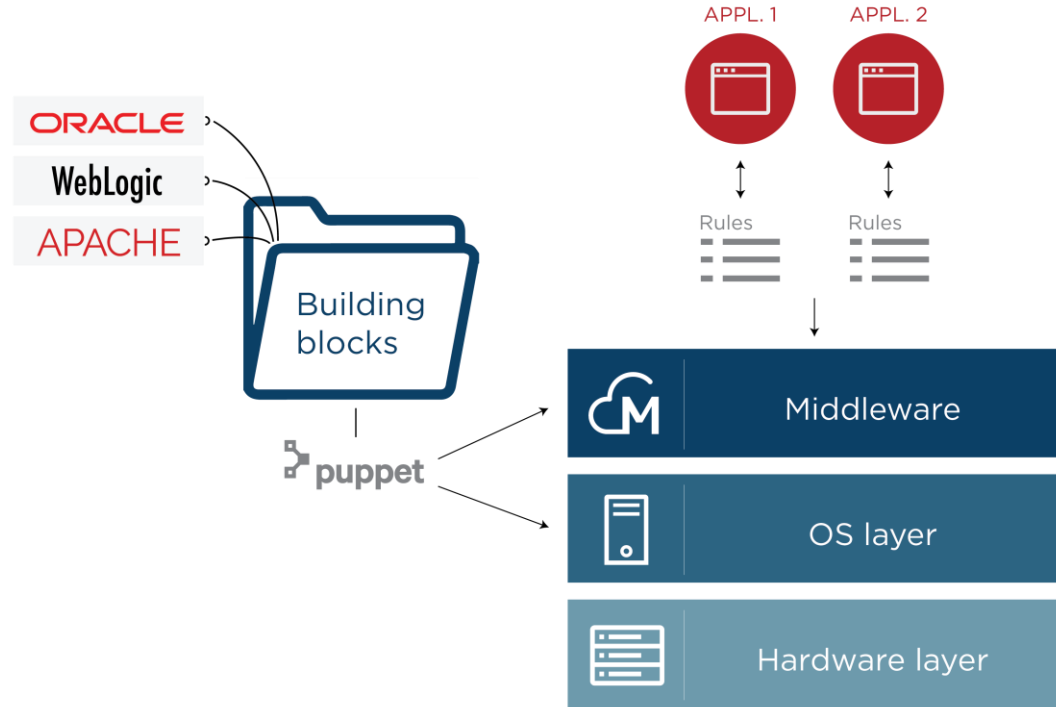 APPL. 1
APPL. 2
ORACLE
WebLogic
APACHE
Building
blocks
puppet
Rules
Rules
M
Middleware
OS layer
Hardware layer